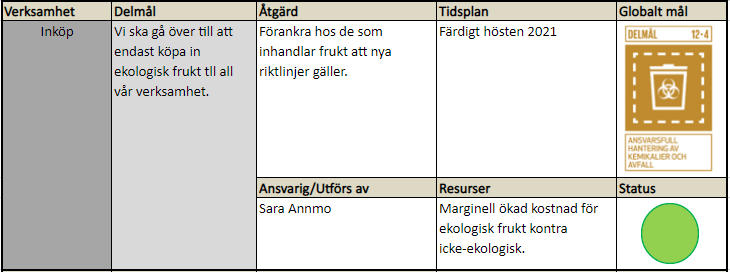 Verksamhet Delmål Åtgärd Tidsplan Globalt mål
Inköp
Vi ska gå över till att
endast köpa in
ekologisk frukt tll all
vår verksamhet.
Förankra hos de som
inhandlar frukt att nya
riktlinjer gäller.
Färdigt hösten 2021
DELMÅL 12·4
ANSVARSFULL
HANTERING AV
KEMIKALIER OCH
AVFALL
Ansvarig/Utförs av Resurser Status
Sara Annmo
Marginell ökad kostnad för
ekologisk frukt kontra
icke-ekologisk.